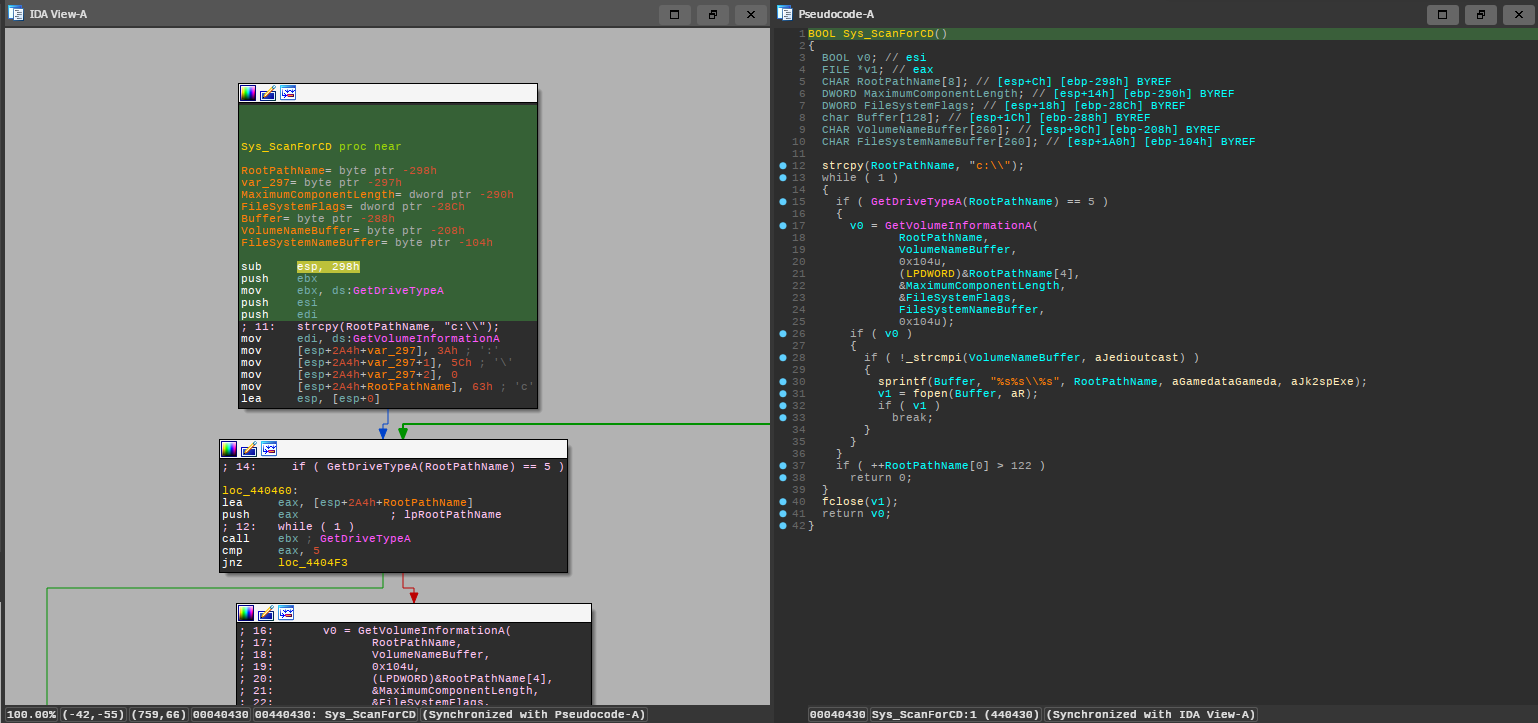 IDA View-A
Sys_ScanForCD proc near
RootPathName= byte ptr -298h
var_297= byte ptr -297h
MaximumComponentLength= dword ptr -290h
FileSystemFlags= dword ptr -28Ch
Buffer= byte ptr -288h
VolumeNameBuffer= byte ptr -208h
FileSystemNameBuffer= byte ptr -104h
sub esp, 298h
push ebx
mov ebx, ds:GetDriveTypeA
push esi
push edi
; 11: strcpy(RootPathName, "c:\\");
mov edi, ds:GetVolumeInformationA
mov [esp+2A4h+var_297], 3Ah ; ':'
mov [esp+2A4h+var_297+1], 5Ch ; '\'
mov [esp+2A4h+var_297+2], 0
mov [esp+2A4h+RootPathName], 63h ; 'c'
lea esp, [esp+0]
; 14: if ( GetDriveTypeA(RootPathName) == 5 )
loc_440460:
lea eax, [esp+2A4h+RootPathName]
push eax ; lpRootPathName
; 12: while ( 1 )
call ebx ; GetDriveTypeA
cmp eax, 5
jnz loc_4404F3
; 16: v0 = GetVolumeInformationA(
; 17: RootPathName,
; 18: VolumeNameBuffer,
; 19: 0x104u,
; 20: (LPDWORD)&RootPathName[4],
; 21: &MaximumComponentLength,
; 22: &FileSystemFlags,
100.00% (-42,-55) (759,66) 00040430 00440430: Sys_ScanForCD (Synchronized with Pseudocode-A)
Pseudocode-A
1 BOOL Sys_ScanForCD()
2 {
3 BOOL v0; // esi
4 FILE *v1; // eax
5 CHAR RootPathName[8]; // [esp+Ch] [ebp-298h] BYREF
6 DWORD MaximumComponentLength; // [esp+14h] [ebp-290h] BYREF
7 DWORD FileSystemFlags; // [esp+18h] [ebp-28Ch] BYREF
8 char Buffer[128]; // [esp+1Ch] [ebp-288h] BYREF
9 CHAR VolumeNameBuffer[260]; // [esp+9Ch] [ebp-208h] BYREF
10 CHAR FileSystemNameBuffer[260]; // [esp+1A0h] [ebp-104h] BYREF
11
12 strcpy(RootPathName, "c:\\");
13 while ( 1 )
14 {
15 if ( GetDriveTypeA(RootPathName) == 5 )
16 {
17 v0 = GetVolumeInformationA(
18 RootPathName,
19 VolumeNameBuffer,
20 0x104u,
21 (LPDWORD)&RootPathName[4],
22 &MaximumComponentLength,
23 &FileSystemFlags,
24 FileSystemNameBuffer,
25 0x104u);
26 if ( v0 )
27 {
28 if ( !_strcmpi(VolumeNameBuffer, aJedioutcast) )
29 {
30 sprintf(Buffer, "%s%s\\%s", RootPathName, aGamedataGameda, aJk2spExe);
31 v1 = fopen(Buffer, aR);
32 if ( v1 )
33 break;
34 }
35 }
36 }
37 if ( ++RootPathName[0] > 122 )
38 return 0;
39 }
40 fclose(v1);
41 return v0;
42 }
00040430 Sys_ScanForCD:1 (440430) (Synchronized with IDA View-A)